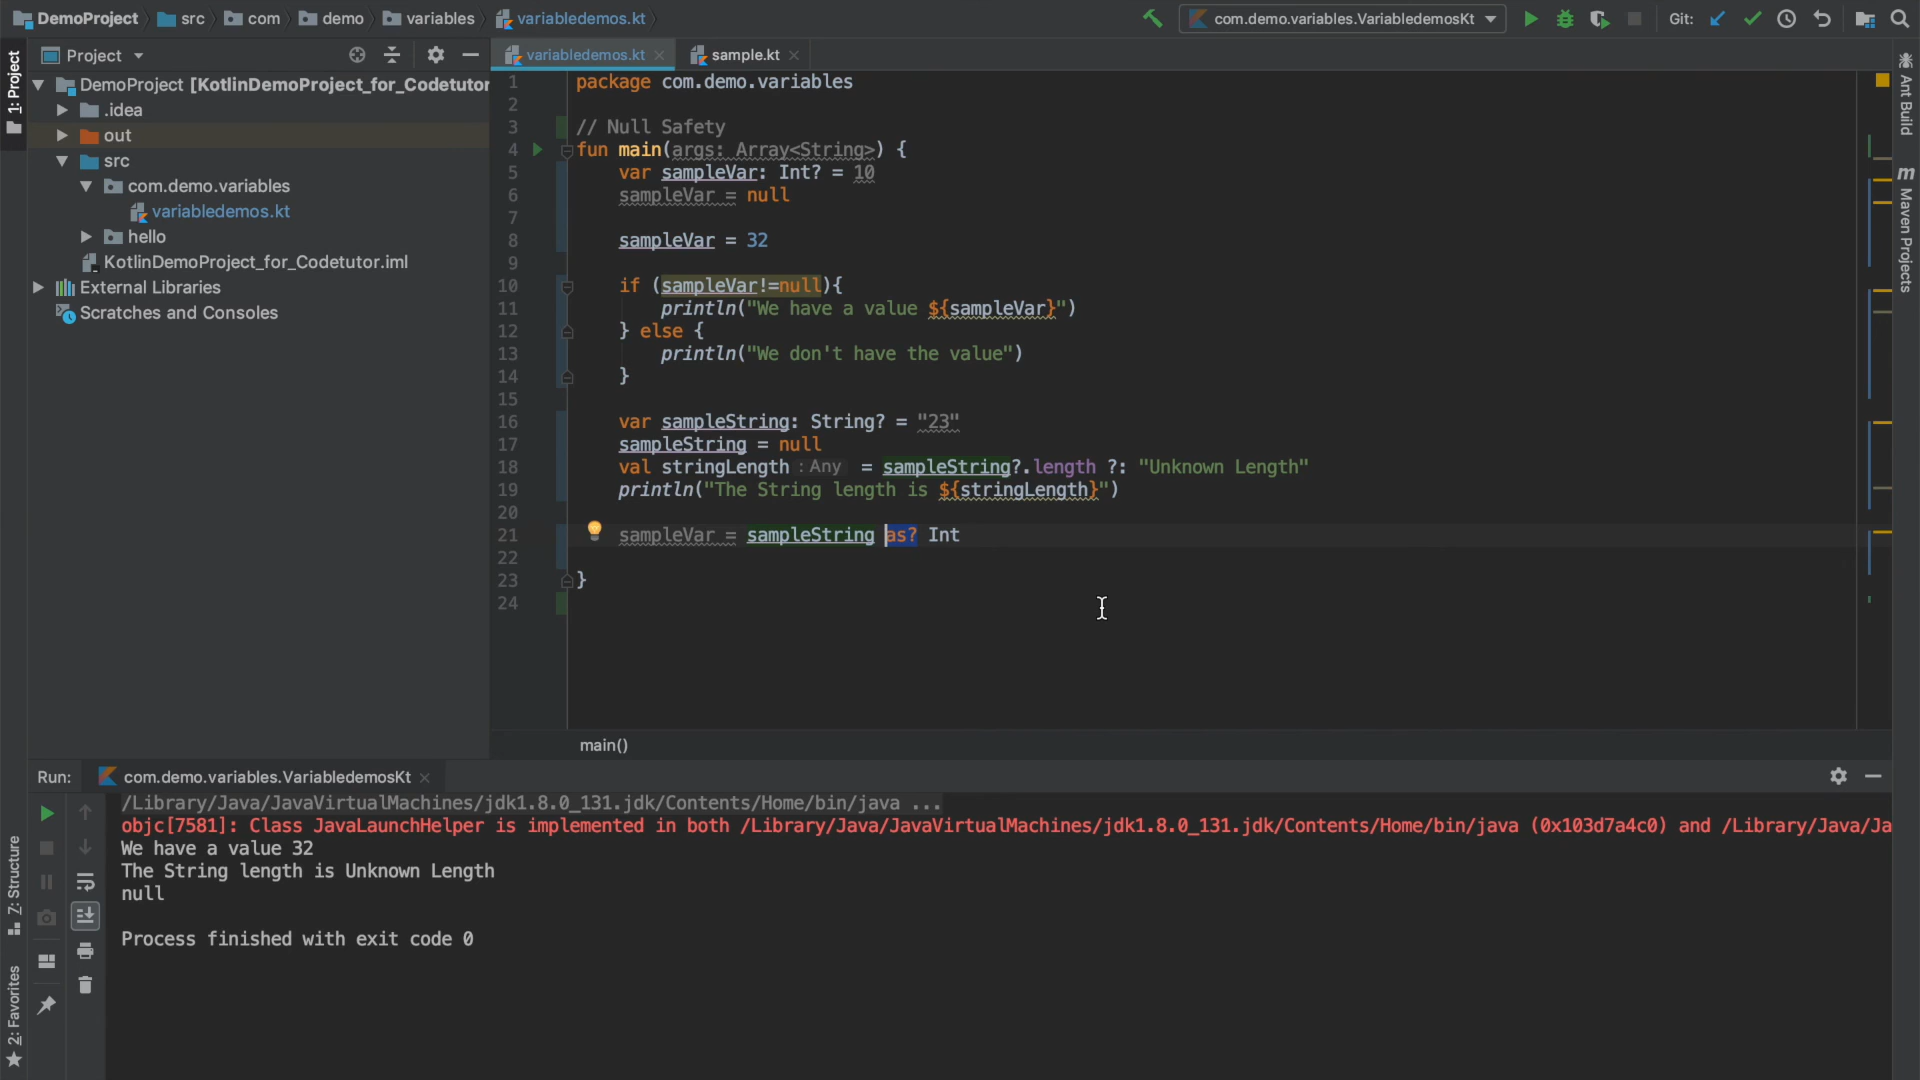 DemoProject src com demo variables variabledemos.kt com.demo.variables.VariabledemosKt Git:
Project
variabledemos.kt sample.kt
1: Project
DemoProject [KotlinDemoProject_for_Codetutor
.idea
out
src
com.demo.variables
variabledemos.kt
hello
KotlinDemoProject_for_Codetutor.iml
External Libraries
Scratches and Consoles
1 package com.demo.variables
2
3 // Null Safety
4 fun main(args: Array<String>) {
5 var sampleVar: Int? = 10
6 sampleVar = null
7
8 sampleVar = 32
9
10 if (sampleVar!=null){
11 println("We have a value ${sampleVar}")
12 } else {
13 println("We don't have the value")
14 }
15
16 var sampleString: String? = "23"
17 sampleString = null
18 val stringLength : Any = sampleString?.length ?: "Unknown Length"
19 println("The String length is ${stringLength}")
20
21 sampleVar = sampleString as? Int
22
23 }
24
main()
Ant Build
m Maven Projects
Run: com.demo.variables.VariabledemosKt
/Library/Java/JavaVirtualMachines/jdk1.8.0_131.jdk/Contents/Home/bin/java ...
objc[7581]: Class JavaLaunchHelper is implemented in both /Library/Java/JavaVirtualMachines/jdk1.8.0_131.jdk/Contents/Home/bin/java (0x103d7a4c0) and /Library/Java/Ja
We have a value 32
The String length is Unknown Length
null
Process finished with exit code 0
7: Structure
2: Favorites